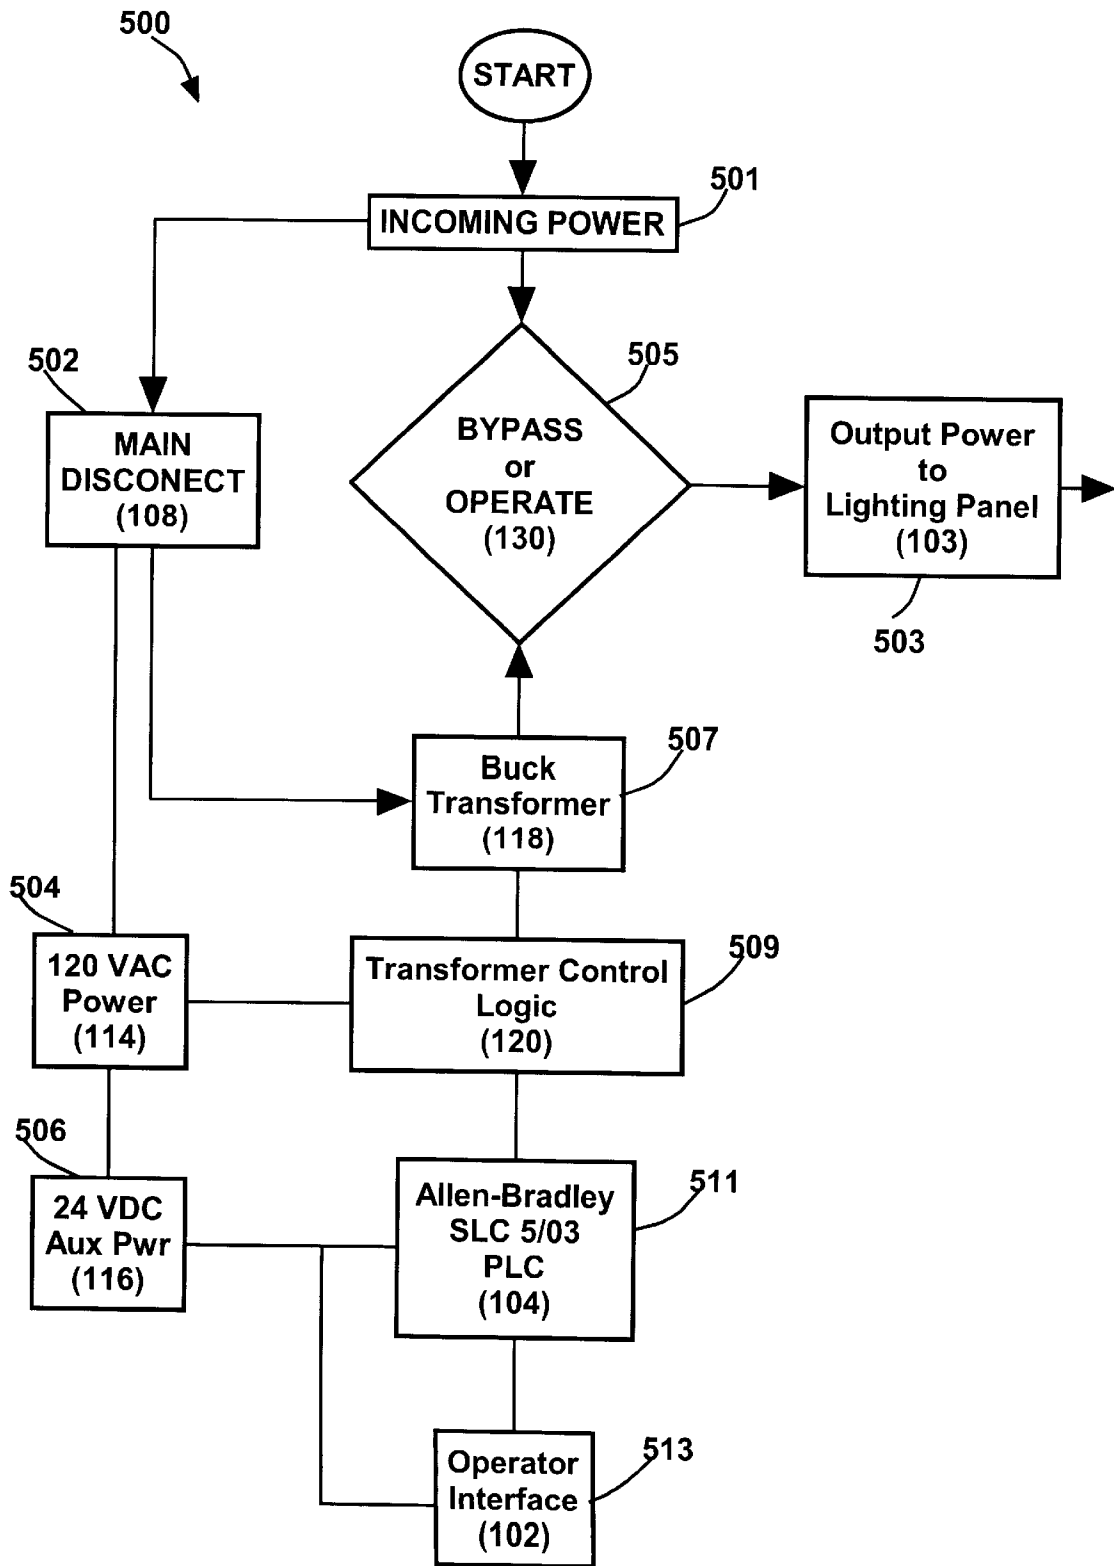 500
START
501
INCOMING POWER
502
MAIN
DISCONECT
(108)
505
BYPASS
or
OPERATE
(130)
Output Power
to
Lighting Panel
(103)
503
507
Buck
Transformer
(118)
504
120 VAC
Power
(114)
509
Transformer Control
Logic
(120)
506
24 VDC
Aux Pwr
(116)
511
Allen-Bradley
SLC 5/03
PLC
(104)
513
Operator
Interface
(102)